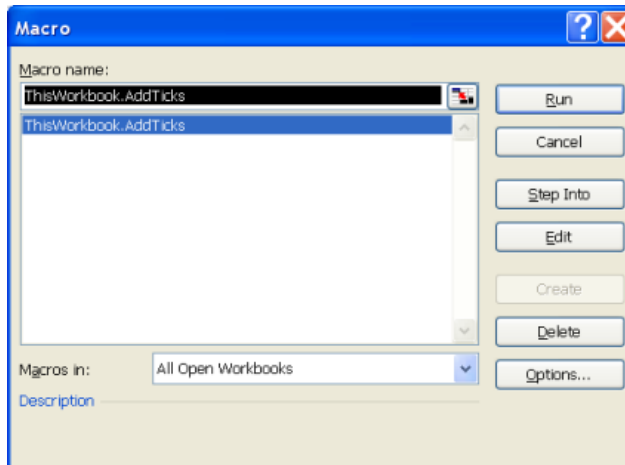 Macro
Macro name:
ThisWorkbook.AddTicks
ThisWorkbook.AddTicks
Run
Cancel
Step Into
Edit
Create
Delete
Options...
Macros in:
All Open Workbooks
Description